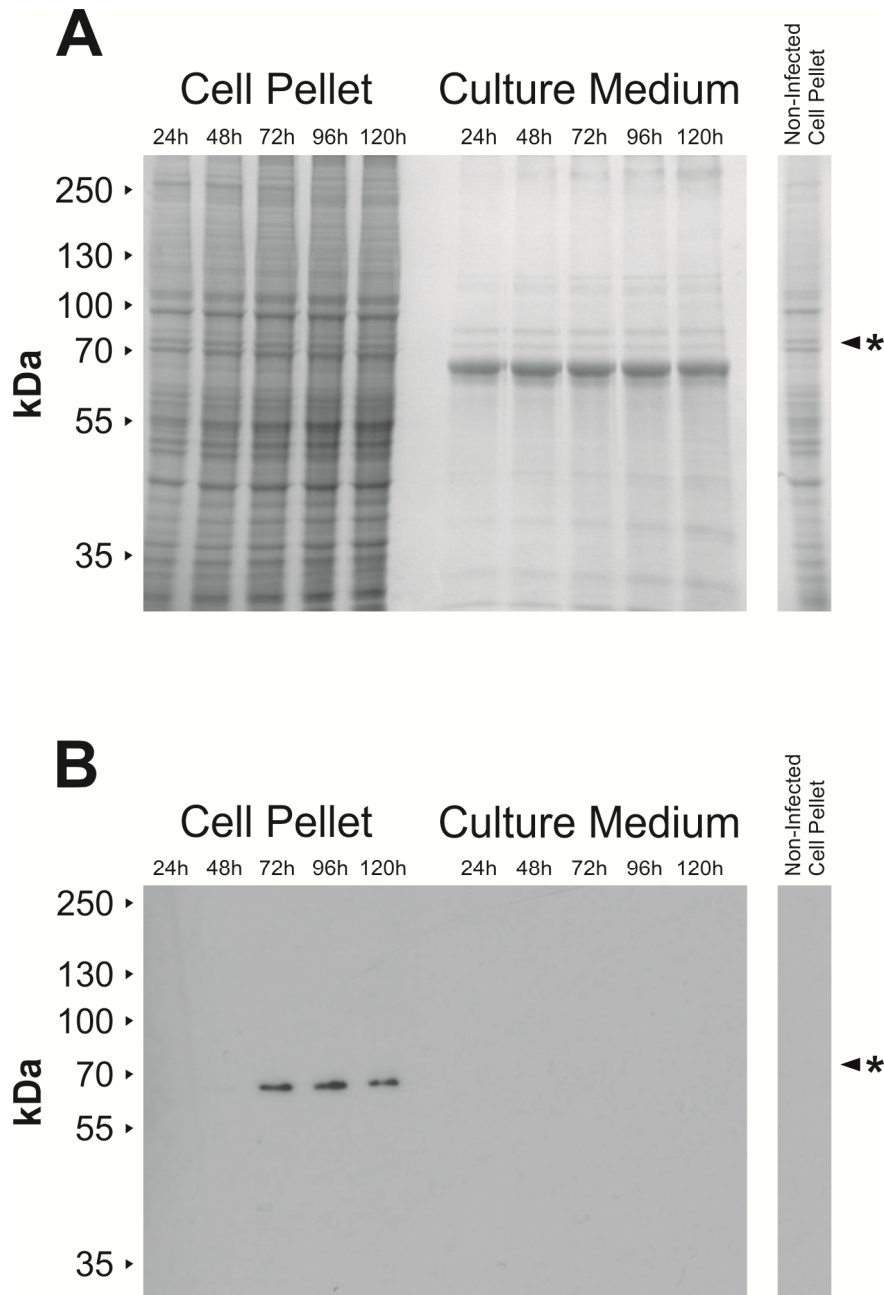 A
Cell Pellet
Culture Medium
Non-Infected
Cell Pellet
24h 48h 72h 96h 120h
24h 48h 72h 96h 120h
250
130
100
70
55
35
kDa
*
B
Cell Pellet
Culture Medium
Non-Infected
Cell Pellet
24h 48h 72h 96h 120h
24h 48h 72h 96h 120h
250
130
100
70
55
35
kDa
*